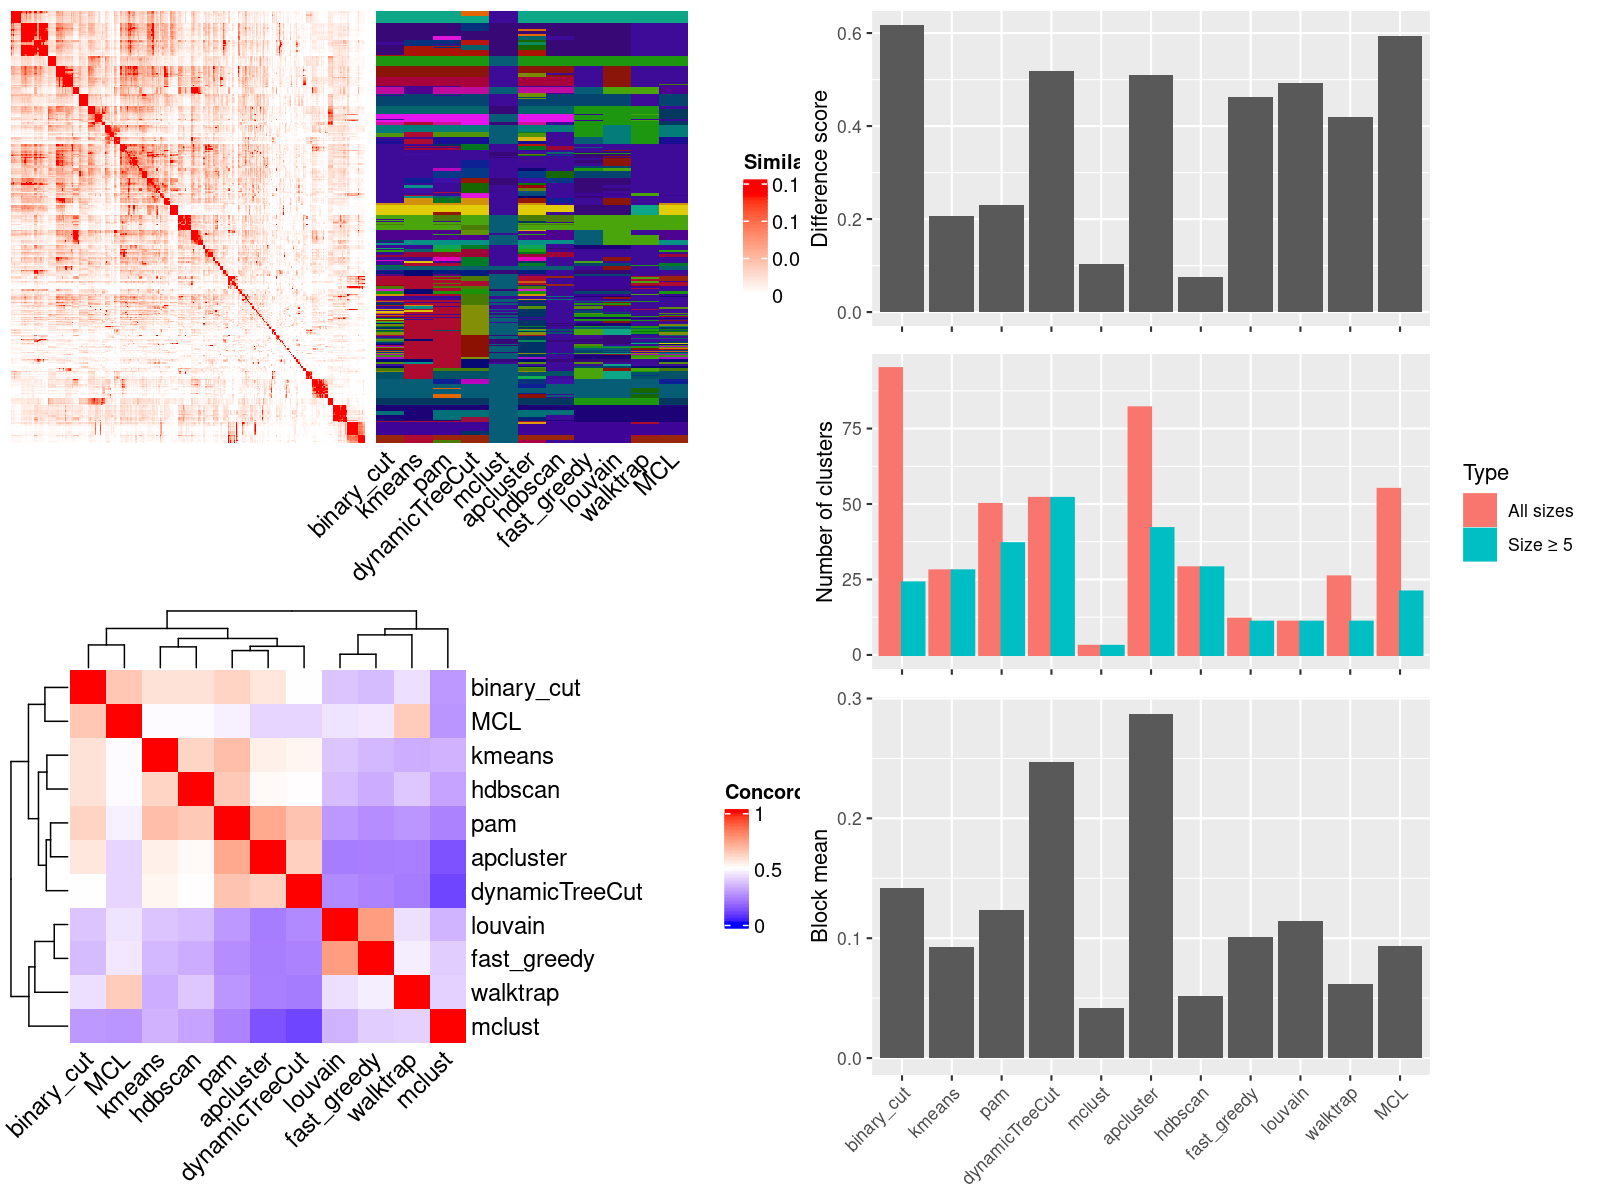 Simila
0.1
0.1
0.0
0
binary_cut
kmeans
pam
dynamicTreeCut
mclust
apcluster
hdbscan
fast_greedy
louvain
walktrap
MCL
Difference score
0.6
0.4
0.2
0.0
Number of clusters
75
50
25
0
Type
All sizes
Size ≥ 5
binary_cut
MCL
kmeans
hdbscan
pam
apcluster
dynamicTreeCut
louvain
fast_greedy
walktrap
mclust
binary_cut
MCL
kmeans
hdbscan
pam
apcluster
dynamicTreeCut
louvain
fast_greedy
walktrap
mclust
Concord
1
0.5
0
Block mean
0.3
0.2
0.1
0.0
binary_cut
kmeans
pam
dynamicTreeCut
mclust
apcluster
hdbscan
fast_greedy
louvain
walktrap
MCL